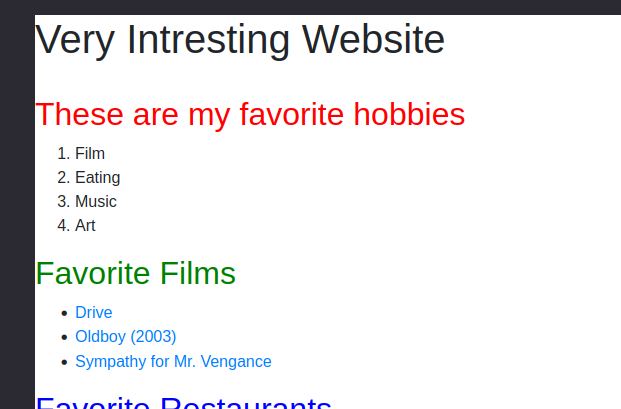 Very Intresting Website
These are my favorite hobbies
1. Film
2. Eating
3. Music
4. Art
Favorite Films
• Drive
• Oldboy (2003)
• Sympathy for Mr. Vengance
Favorite Restaurants